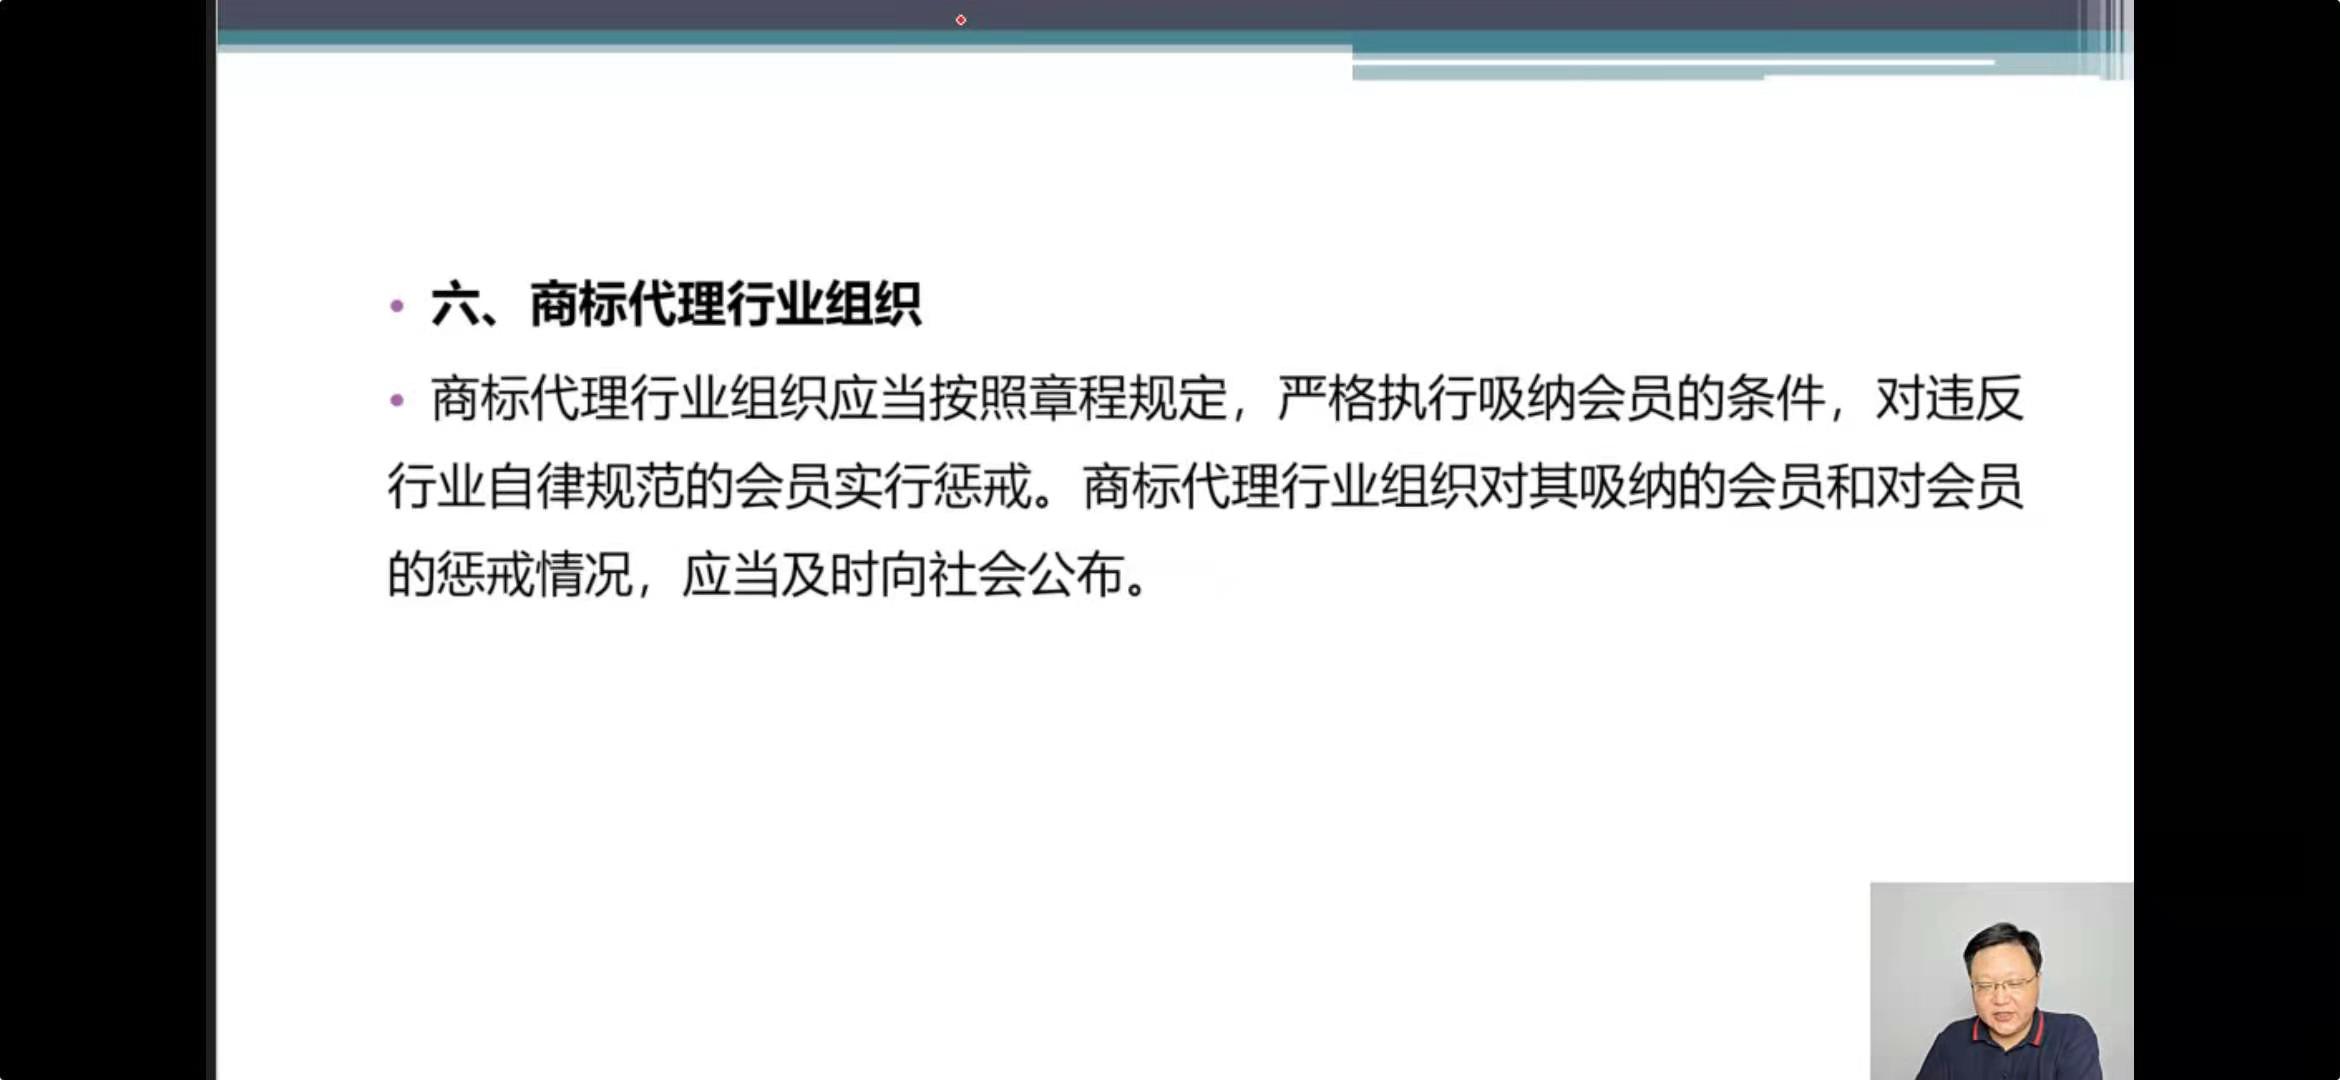 • 六、商标代理行业组织
• 商标代理行业组织应当按照章程规定，严格执行吸纳会员的条件，对违反
行业自律规范的会员实行惩戒。商标代理行业组织对其吸纳的会员和对会员
的惩戒情况，应当及时向社会公布。